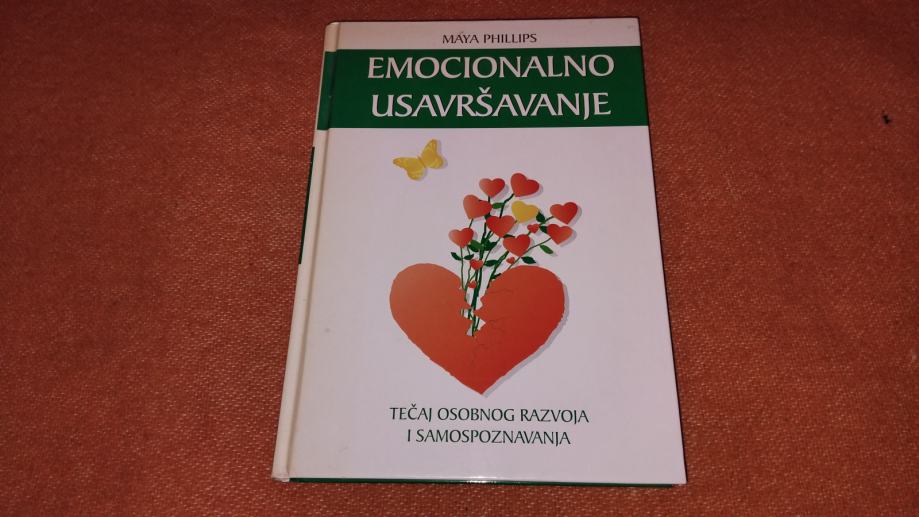 MAYA PHILLIPS
EMOCIONALNO
USAVRŠAVANJE
TEČAJ OSOBNOG RAZVOJA
I SAMOSPOZNAVANJA